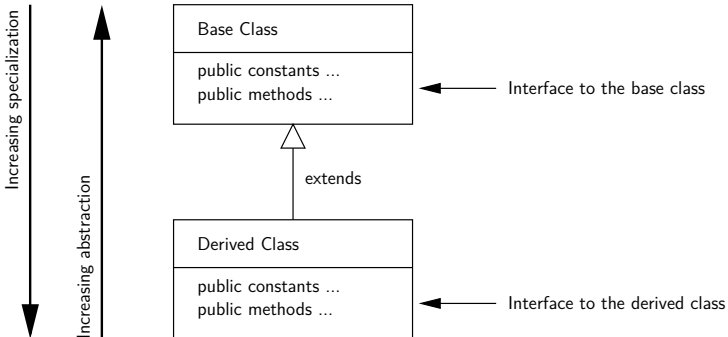 Increasing specialization
Increasing abstraction
Base Class
public constants ...
public methods ...
Interface to the base class
extends
Derived Class
public constants ...
public methods ...
Interface to the derived class